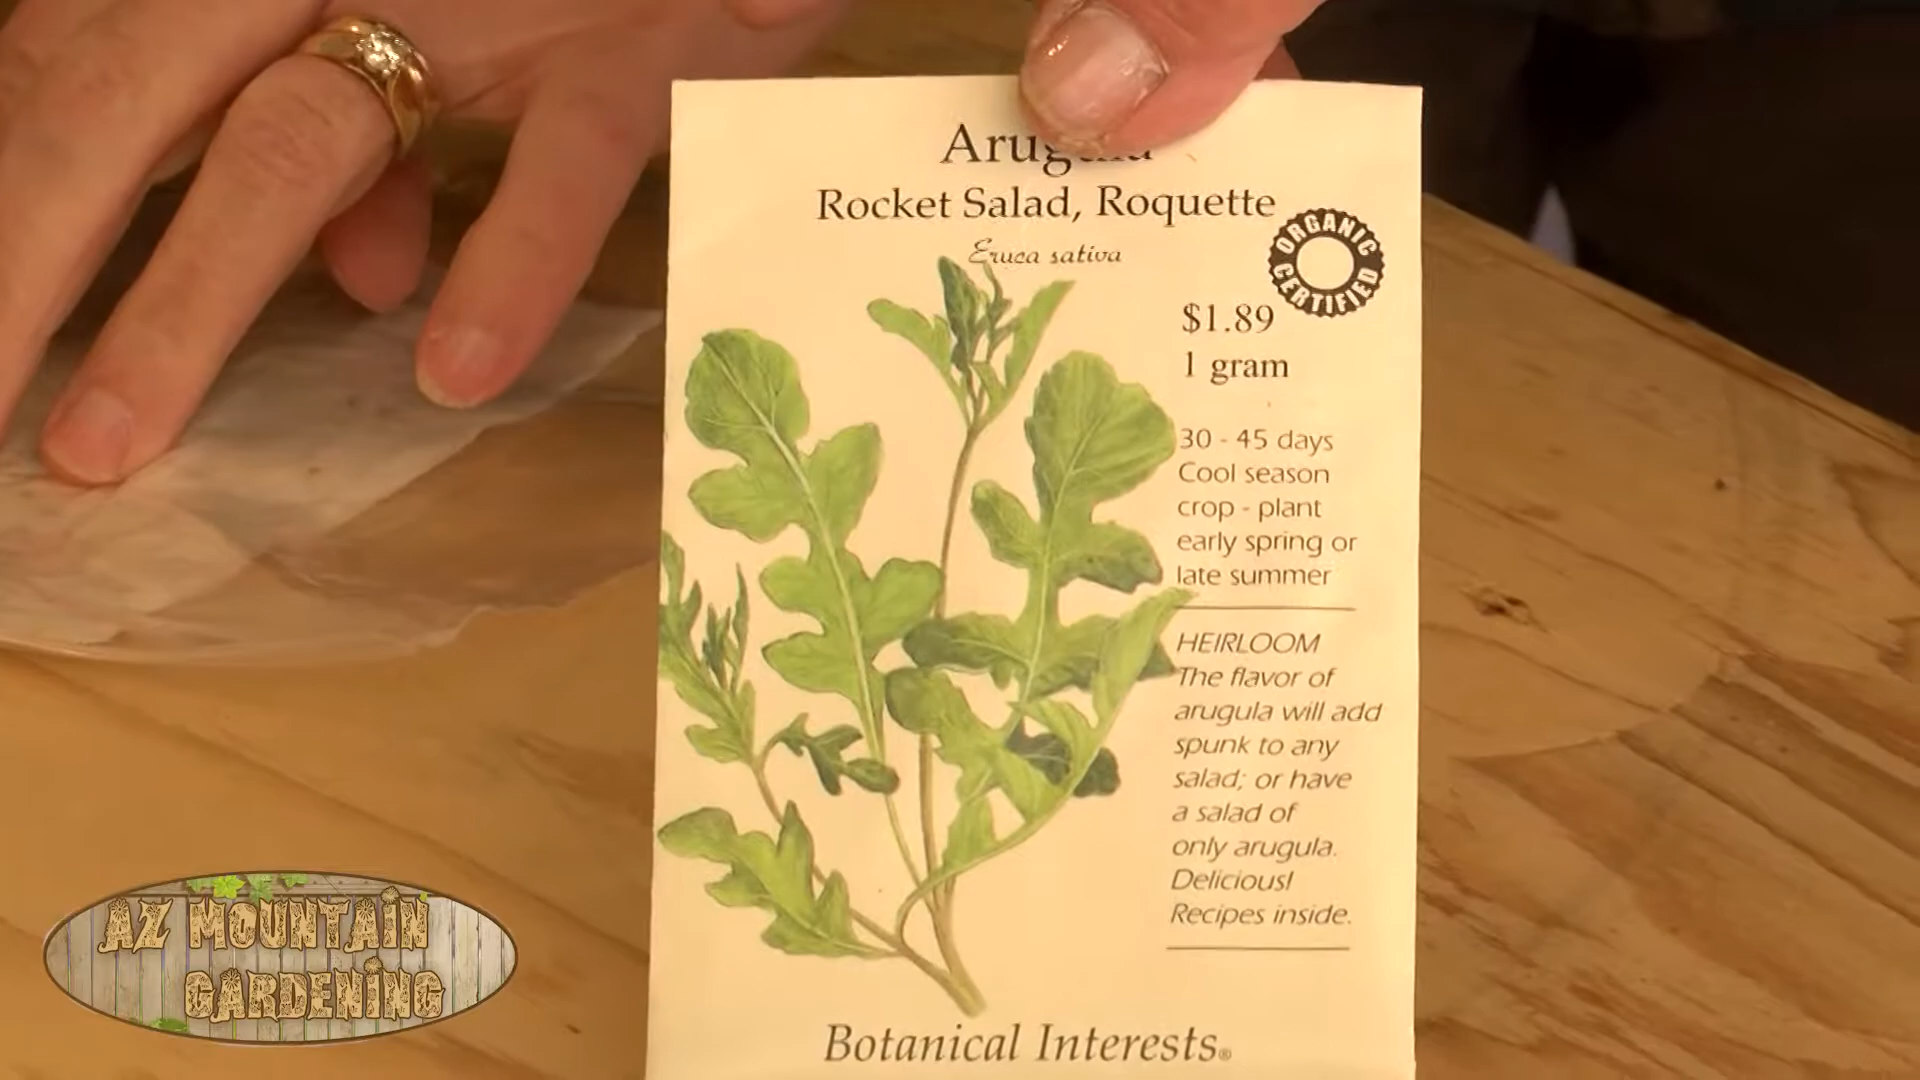 Arugula
Rocket Salad, Roquette
Eruca sativa
ORGANIC
CERTIFIED
$1.89
1 gram
30 - 45 days
Cool season
crop - plant
early spring or
late summer
HEIRLOOM
The flavor of
arugula will add
spunk to any
salad; or have
a salad of
only arugula.
Delicious!
Recipes inside.
Botanical Interests®
AZ MOUNTAIN
GARDENING